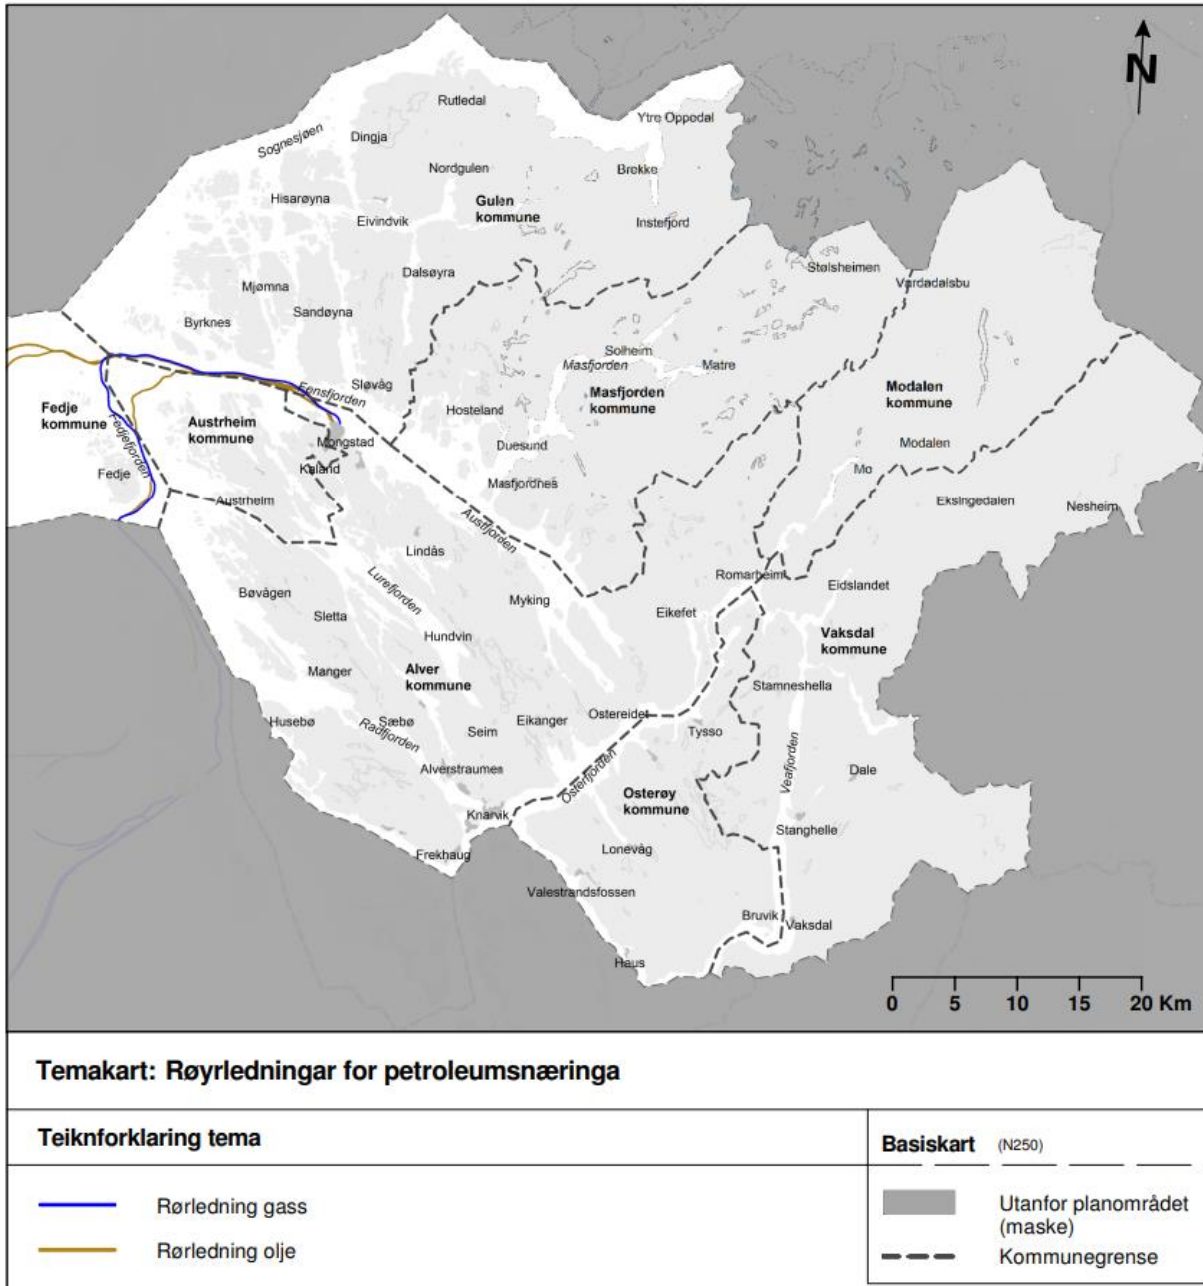 N
Rutledal
Ytre Oppedal
Sognesjøen
Dingja
Nordgulen
Brekke
Hisarøyna
Gulen
kommune
Eivindvik
Instefjord
Dalsøyra
Stølsheimen
Vardadalsbu
Mjømna
Sandøyna
Byrknes
Solheim
Masfjorden
Matre
Fensfjorden
Sløvåg
Masfjorden
kommune
Modalen
kommune
Fedje
kommune
Austrheim
kommune
Hosteland
Fedjefjorden
Mongstad
Duesund
Modalen
Kaland
Mo
Fedje
Masfjordnes
Austrheim
Eksingedalen
Nesheim
Austfjorden
Lindås
Lurefjorden
Romarheim
Eidslandet
Bøvågen
Myking
Eikefet
Sletta
Hundvin
Vaksdal
kommune
Manger
Alver
kommune
Stamneshella
Husebø
Sæbø
Radfjorden
Seim
Eikanger
Ostereidet
Tysso
Veafjorden
Alverstraumen
Osterfjorden
Dale
Osterøy
kommune
Knarvik
Stanghelle
Frekhaug
Lonevåg
Valestrandsfossen
Bruvik
Vaksdal
Haus
0 5 10 15 20 Km
Temakart: Røyrledningar for petroleumsnæringa
Teiknforklaring tema
Rørledning gass
Rørledning olje
Basiskart (N250)
Utanfor planområdet
(maske)
Kommunegrense